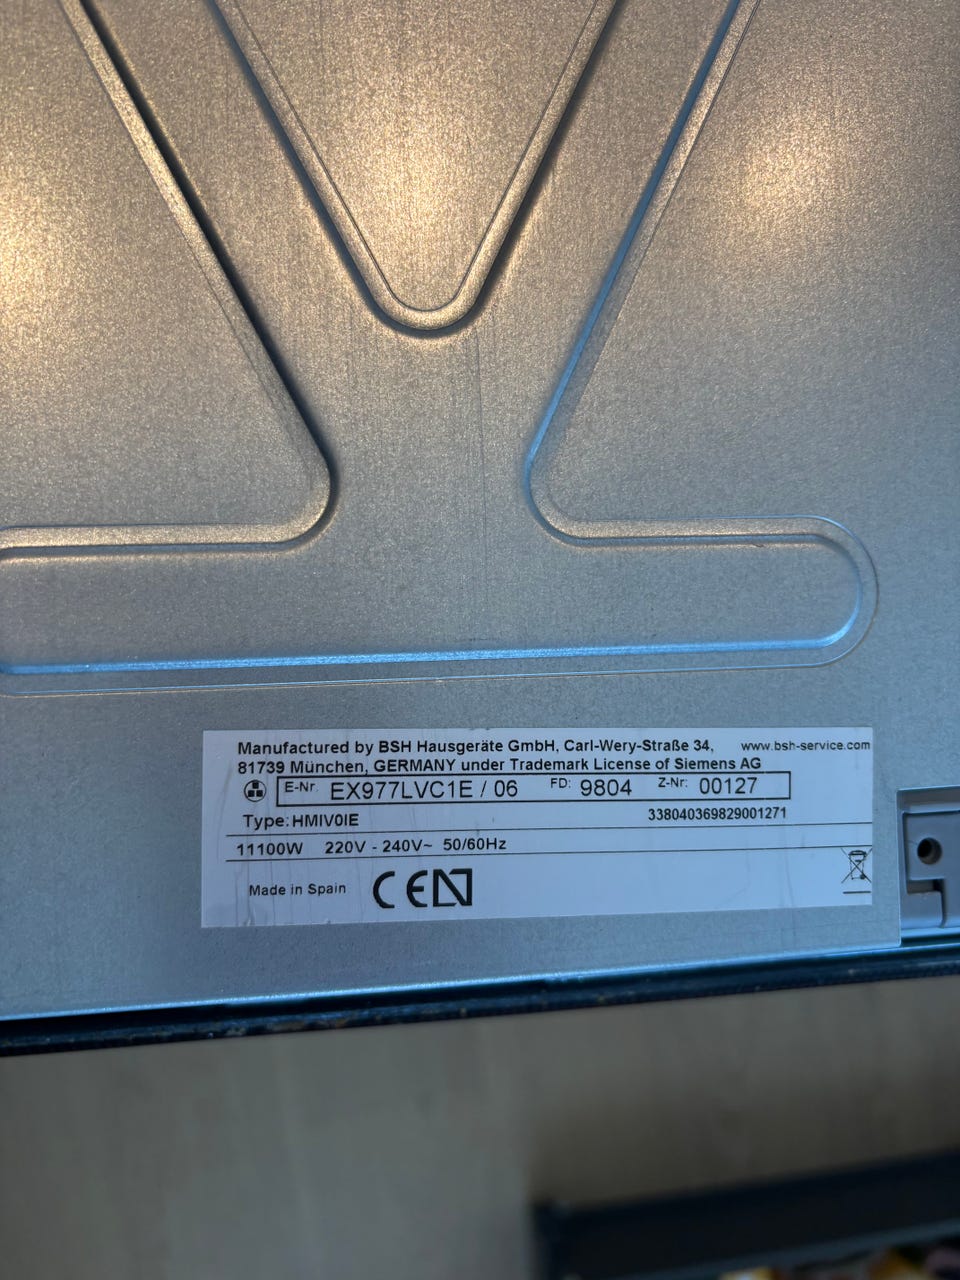 Manufactured by BSH Hausgeräte GmbH, Carl-Wery-Straße 34, www.bsh-service.com
81739 München, GERMANY under Trademark License of Siemens AG
E-Nr. EX977LVC1E / 06 FD: 9804 Z-Nr: 00127
Type: HMIV0IE 338040369829001271
11100W 220V - 240V~ 50/60Hz
Made in Spain CE N